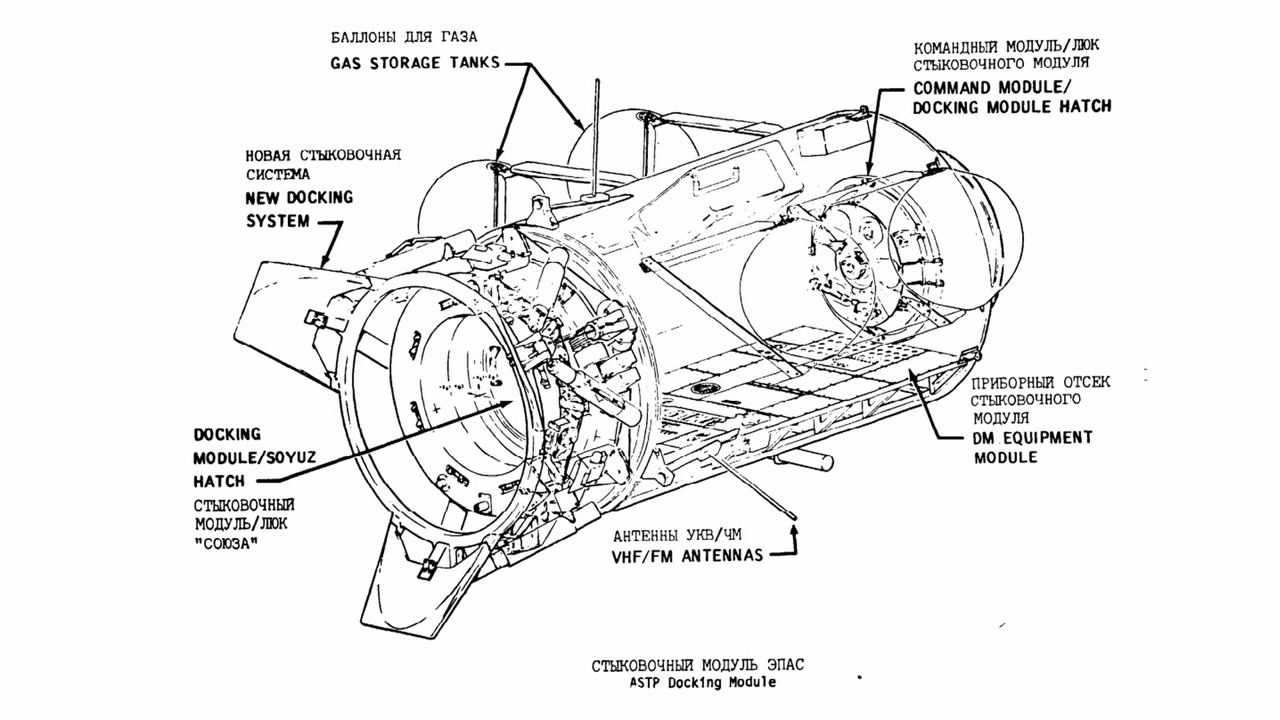 БАЛЛОНЫ ДЛЯ ГАЗА
GAS STORAGE TANKS
КОМАНДНЫЙ МОДУЛЬ/ЛЮК
СТЫКОВОЧНОГО МОДУЛЯ
COMMAND MODULE/
DOCKING MODULE HATCH
НОВАЯ СТЫКОВОЧНАЯ
СИСТЕМА
NEW DOCKING
SYSTEM
DOCKING
MODULE/SOYUZ
HATCH
СТЫКОВОЧНЫЙ
МОДУЛЬ/ЛЮК
"СОЮЗА"
ПРИБОРНЫЙ ОТСЕК
СТЫКОВОЧНОГО
МОДУЛЯ
DM EQUIPMENT
MODULE
АНТЕННЫ УКВ/ЧМ
VHF/FM ANTENNAS
СТЫКОВОЧНЫЙ МОДУЛЬ ЭПАС
ASTP Docking Module